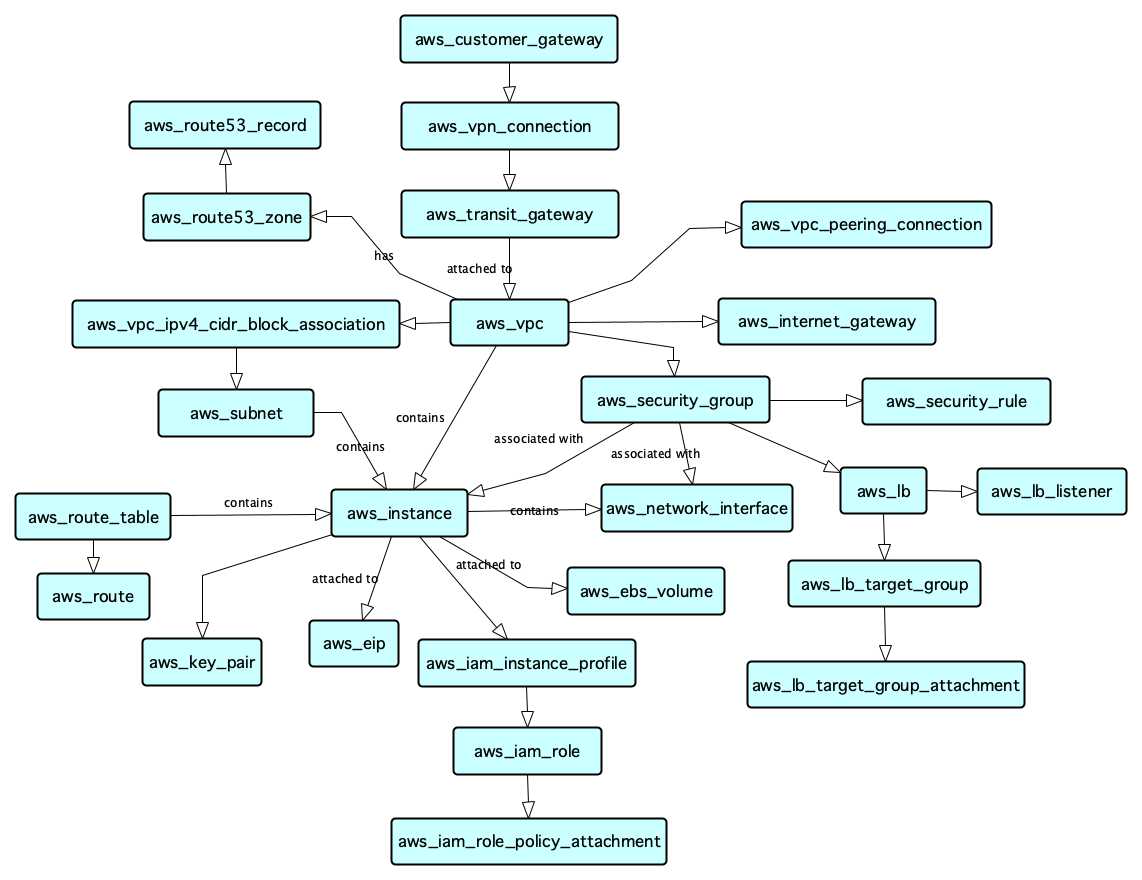 aws_customer_gateway
aws_route53_record
aws_vpn_connection
aws_route53_zone
aws_transit_gateway
aws_vpc_peering_connection
has
attached to
aws_vpc_ipv4_cidr_block_association
aws_vpc
aws_internet_gateway
aws_subnet
aws_security_group
aws_security_rule
contains
contains
associated with
associated with
aws_lb
aws_lb_listener
contains
aws_route_table
aws_instance
contains
aws_network_interface
attached to
attached to
aws_route
aws_ebs_volume
aws_lb_target_group
aws_key_pair
aws_eip
aws_iam_instance_profile
aws_lb_target_group_attachment
aws_iam_role
aws_iam_role_policy_attachment